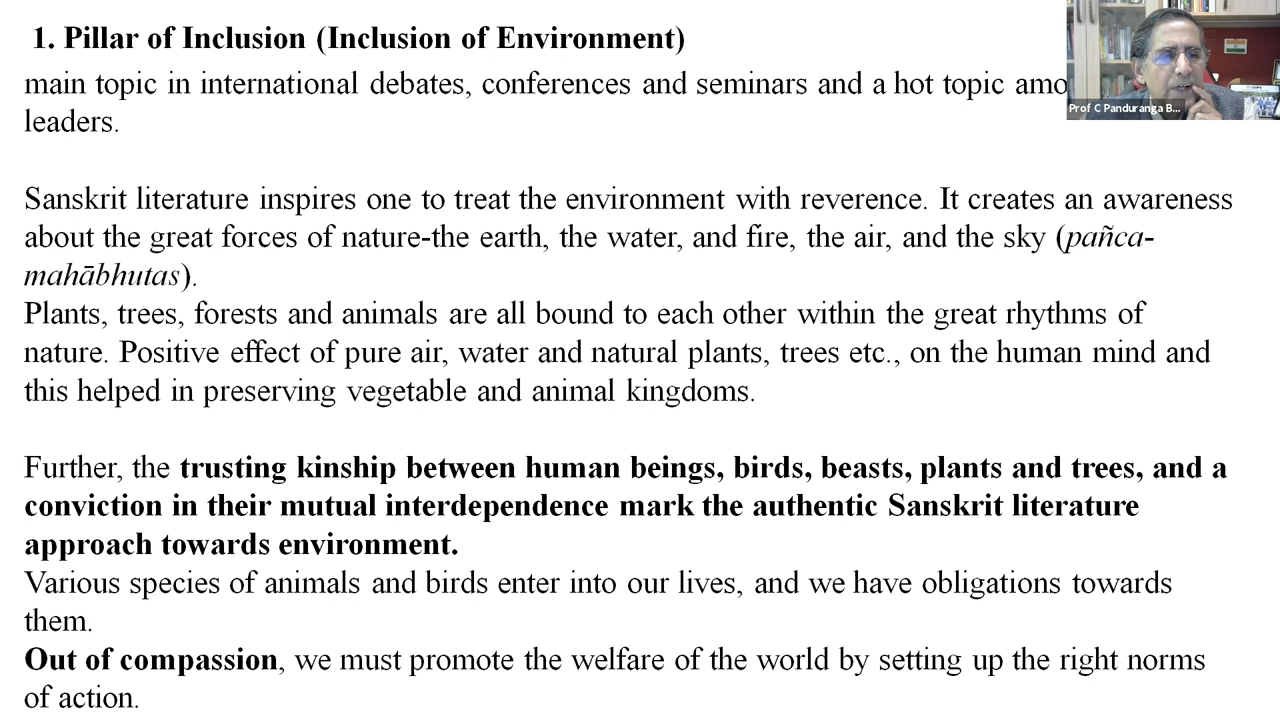 1. Pillar of Inclusion (Inclusion of Environment)
main topic in international debates, conferences and seminars and a hot topic amo
leaders.
Prof C Panduranga B...
Sanskrit literature inspires one to treat the environment with reverence. It creates an awareness
about the great forces of nature-the earth, the water, and fire, the air, and the sky (pañca-
mahābhutas).
Plants, trees, forests and animals are all bound to each other within the great rhythms of
nature. Positive effect of pure air, water and natural plants, trees etc., on the human mind and
this helped in preserving vegetable and animal kingdoms.
Further, the trusting kinship between human beings, birds, beasts, plants and trees, and a
conviction in their mutual interdependence mark the authentic Sanskrit literature
approach towards environment.
Various species of animals and birds enter into our lives, and we have obligations towards
them.
Out of compassion, we must promote the welfare of the world by setting up the right norms
of action.